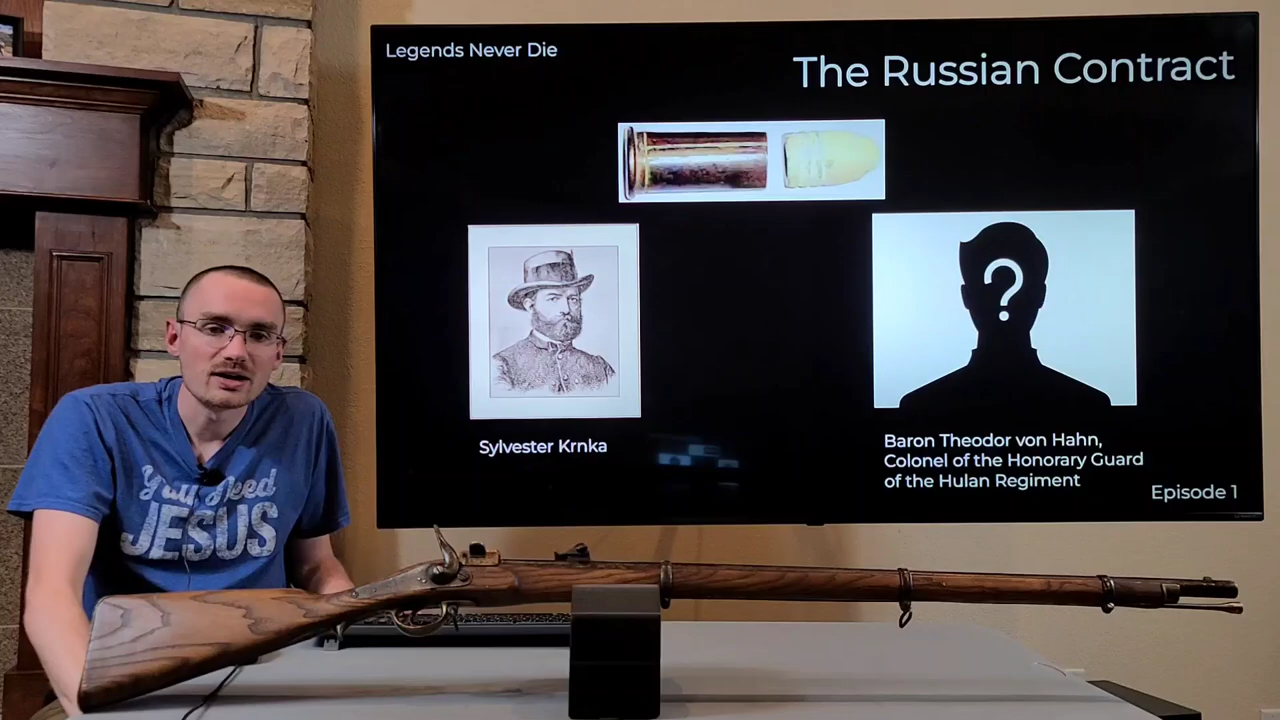 Legends Never Die
The Russian Contract
Sylvester Krnka
Baron Theodor von Hahn,
Colonel of the Honorary Guard
of the Hulan Regiment
Episode 1
Y'all Need
JESUS